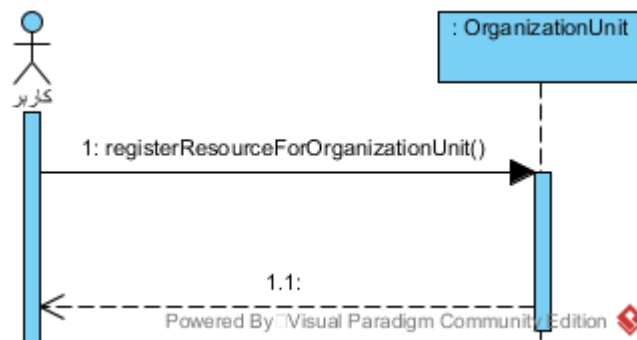 : OrganizationUnit
کاربر
1: registerResourceForOrganizationUnit()
1.1:
Powered By Visual Paradigm Community Edition